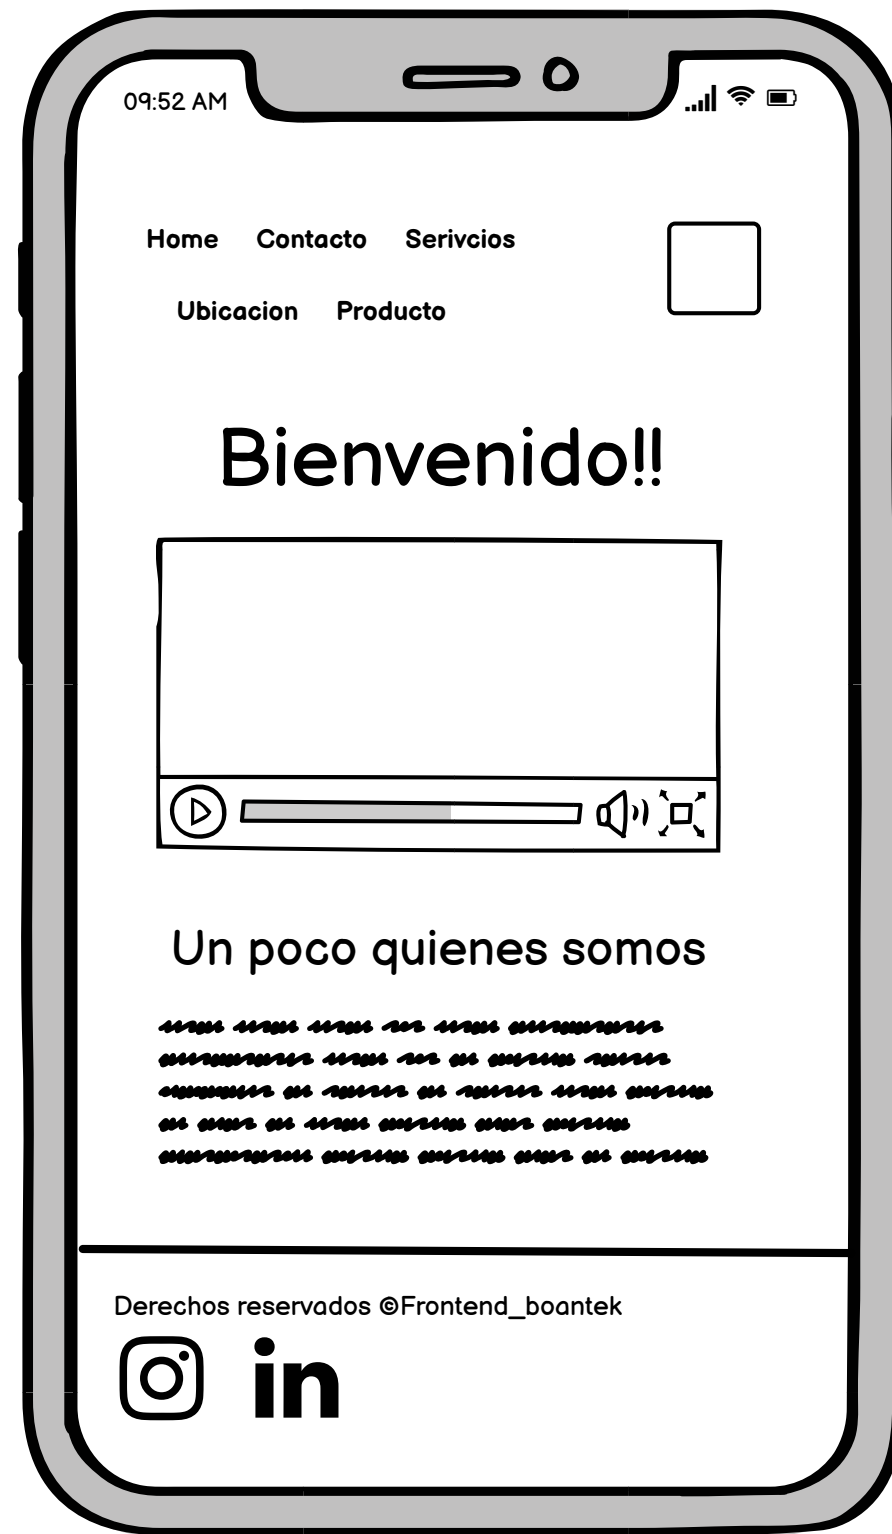 09:52 AM
Home Contacto Serivcios
Ubicacion Producto
Bienvenido!!
Un poco quienes somos
Derechos reservados ©Frontend_boantek
in